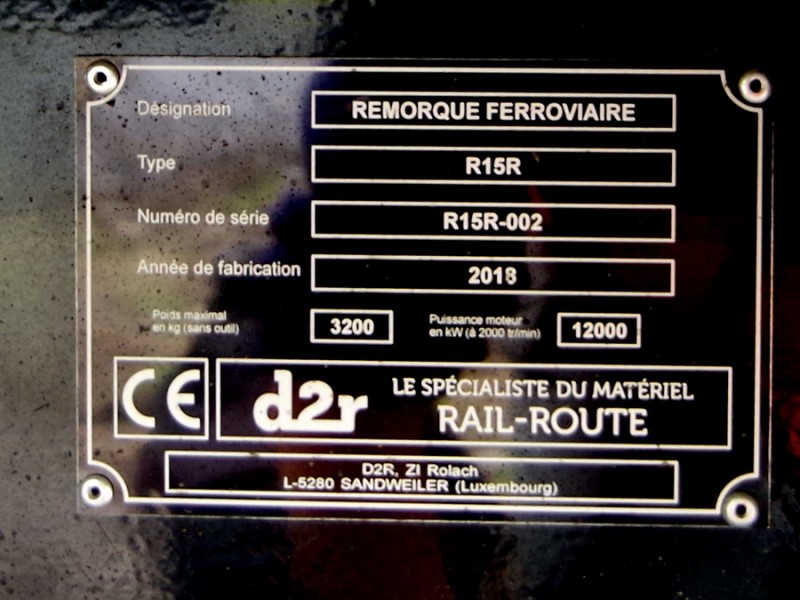 Désignation REMORQUE FERROVIAIRE
Type R15R
Numéro de série R15R-002
Année de fabrication 2018
Poids maximal
en kg (sans outil) 3200
Puissance moteur
en kW (à 2000 tr/min) 12000
CE
d2r
LE SPÉCIALISTE DU MATÉRIEL
RAIL-ROUTE
D2R, ZI Rolach
L-5280 SANDWEILER (Luxembourg)